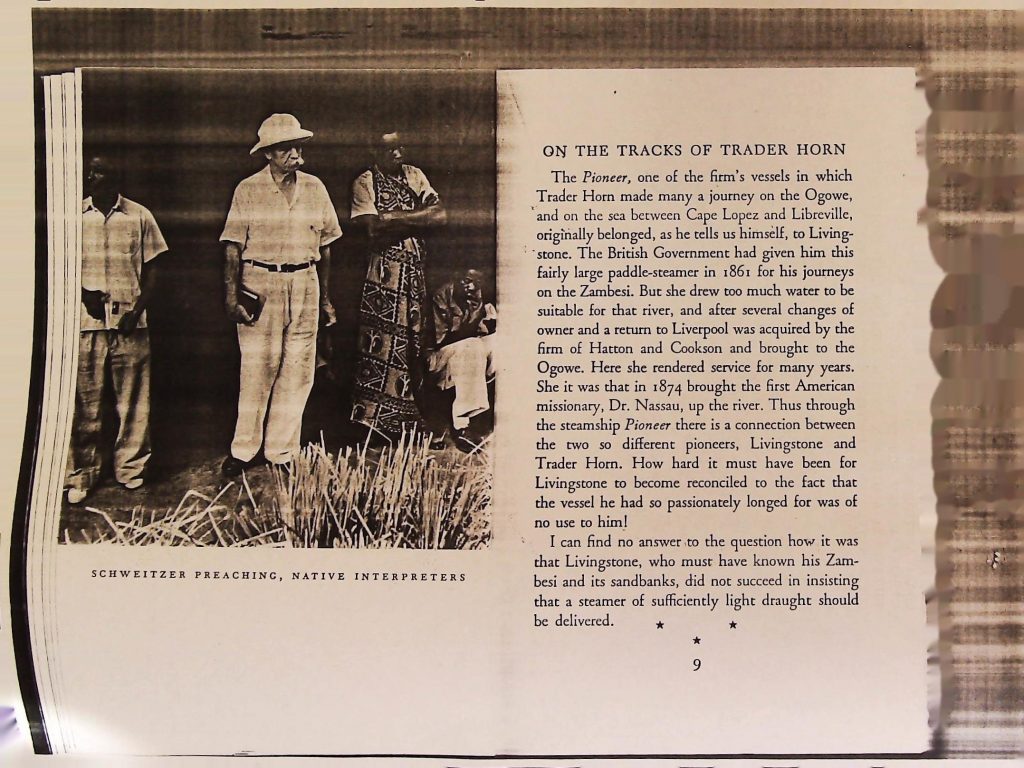 SCHWEITZER PREACHING, NATIVE INTERPRETERS
ON THE TRACKS OF TRADER HORN
The Pioneer, one of the firm's vessels in which
Trader Horn made many a journey on the Ogowe,
and on the sea between Cape Lopez and Libreville,
originally belonged, as he tells us himself, to Living-
stone. The British Government had given him this
fairly large paddle-steamer in 1861 for his journeys
on the Zambesi. But she drew too much water to be
suitable for that river, and after several changes of
owner and a return to Liverpool was acquired by the
firm of Hatton and Cookson and brought to the
Ogowe. Here she rendered service for many years.
She it was that in 1874 brought the first American
missionary, Dr. Nassau, up the river. Thus through
the steamship Pioneer there is a connection between
the two so different pioneers, Livingstone and
Trader Horn. How hard it must have been for
Livingstone to become reconciled to the fact that
the vessel he had so passionately longed for was of
no use to him!
I can find no answer to the question how it was
that Livingstone, who must have known his Zam-
besi and its sandbanks, did not succeed in insisting
that a steamer of sufficiently light draught should
be delivered.
9